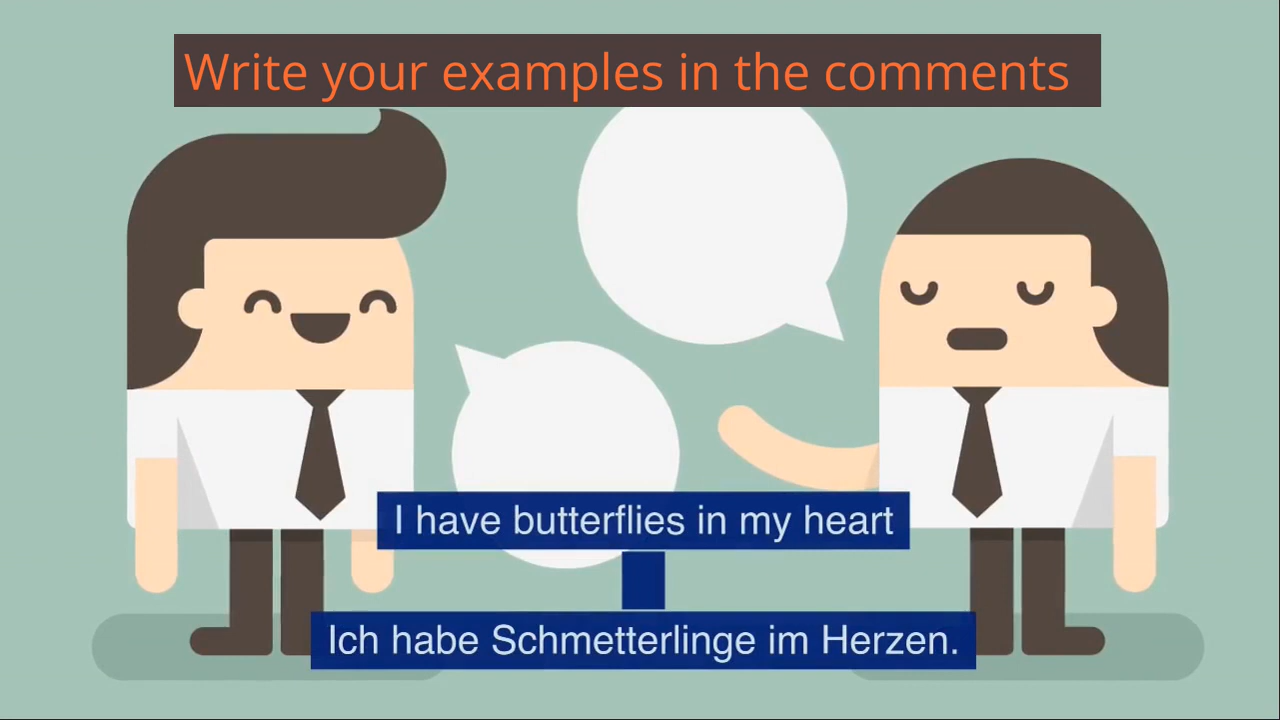 Write your examples in the comments
I have butterflies in my heart
Ich habe Schmetterlinge im Herzen.